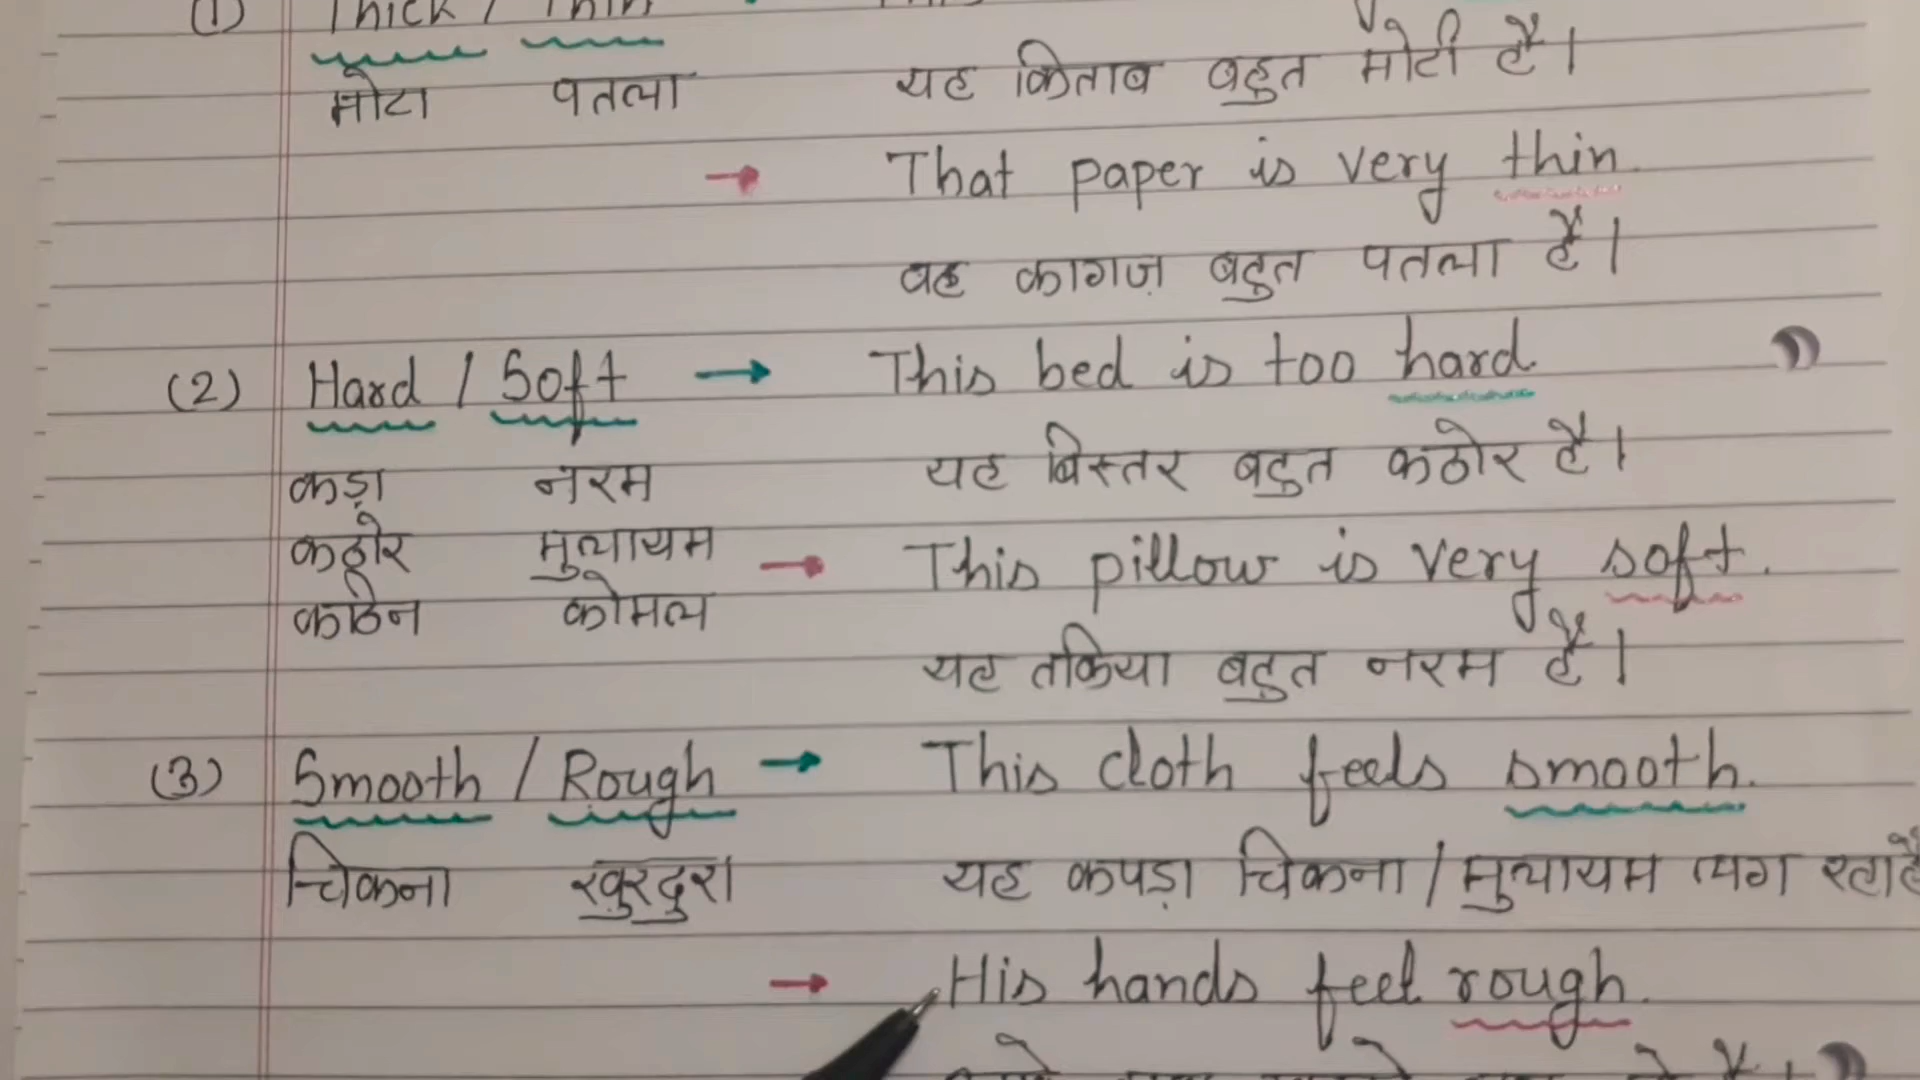 (1) Thick / Thin
मोटा पतला यह किताब बहुत मोटी है।
→ That paper is very thin.
वह कागज़ बहुत पतला है।
(2) Hard / Soft → This bed is too hard.
कड़ा नरम यह बिस्तर बहुत कठोर है।
कठोर मुलायम → This pillow is very soft.
कठिन कोमल यह तकिया बहुत नरम है।
(3) Smooth / Rough → This cloth feels smooth.
चिकना खुरदुरा यह कपड़ा चिकना / मुलायम लग रहा है
→ His hands feel rough.